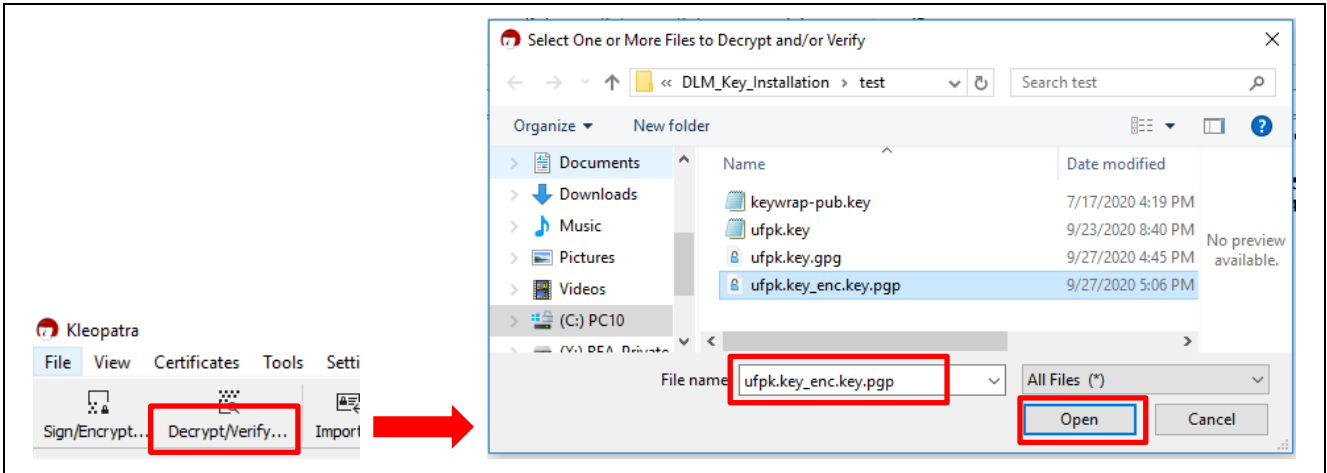 Kleopatra
File View Certificates Tools Setti
Sign/Encrypt... Decrypt/Verify... Import
Select One or More Files to Decrypt and/or Verify
« DLM_Key_Installation > test
Search test
Organize New folder
Documents
Downloads
Music
Pictures
Videos
(C:) PC10
Name Date modified
keywrap-pub.key 7/17/2020 4:19 PM
ufpk.key 9/23/2020 8:40 PM
ufpk.key.gpg 9/27/2020 4:45 PM
ufpk.key_enc.key.pgp 9/27/2020 5:06 PM
No preview
available.
File name: ufpk.key_enc.key.pgp All Files (*)
Open Cancel